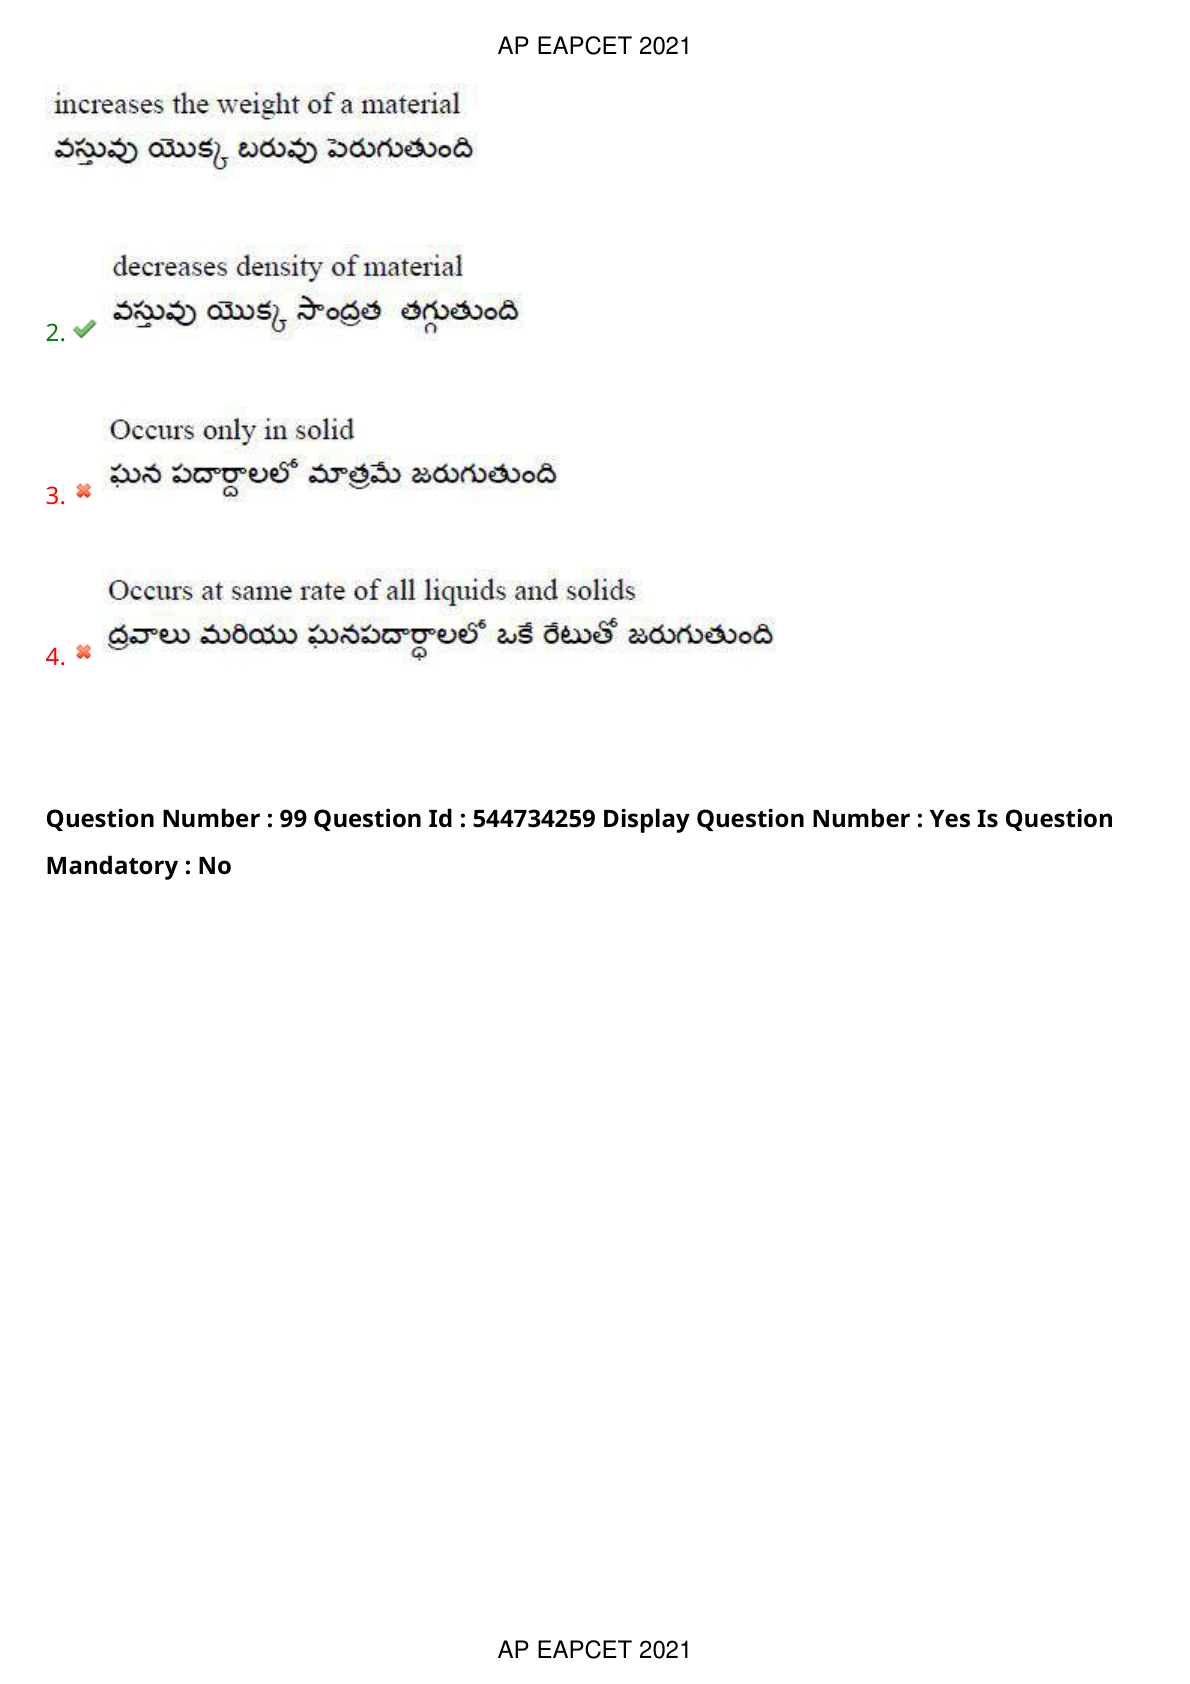 AP EAPCET 2021
increases the weight of a material
వస్తువు యొక్క బరువు పెరుగుతుంది
decreases density of material
వస్తువు యొక్క సాంద్రత తగ్గుతుంది
2.
Occurs only in solid
ఘన పదార్దాలలో మాత్రమే జరుగుతుంది
3.
Occurs at same rate of all liquids and solids
ద్రవాలు మరియు ఘనపదార్ధాలలో ఒకే రేటుతో జరుగుతుంది
4.
Question Number : 99 Question Id : 544734259 Display Question Number : Yes Is Question
Mandatory : No
AP EAPCET 2021